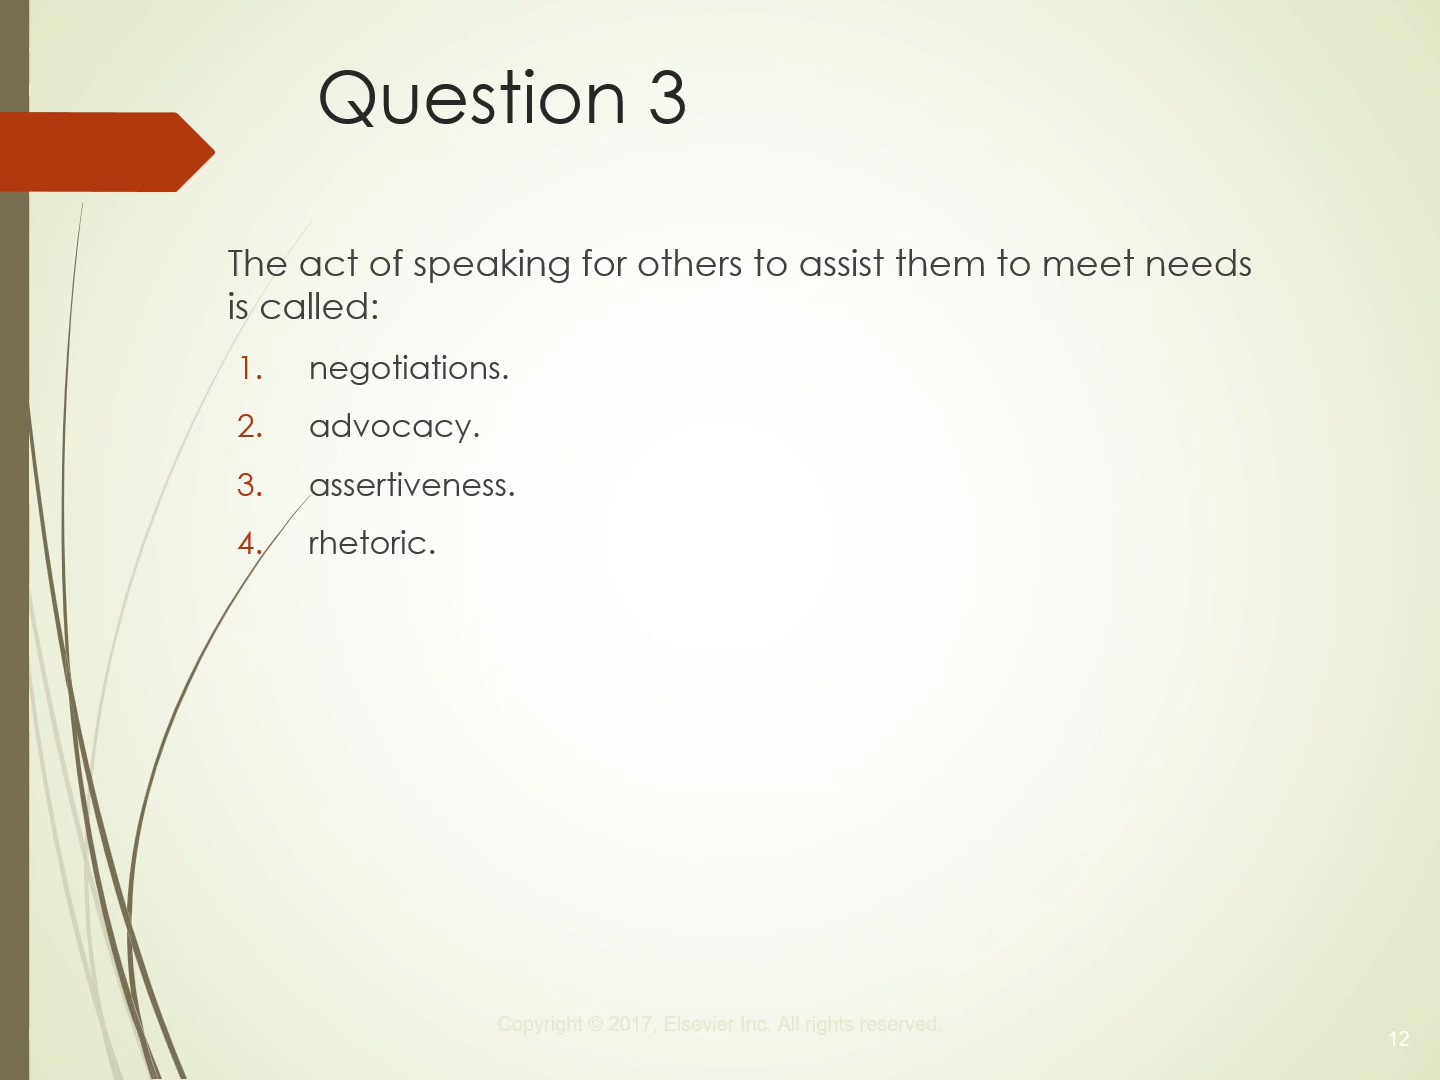 Question 3
The act of speaking for others to assist them to meet needs
is called:
1. negotiations.
2. advocacy.
3. assertiveness.
4. rhetoric.
Copyright © 2017, Elsevier Inc. All rights reserved.
12